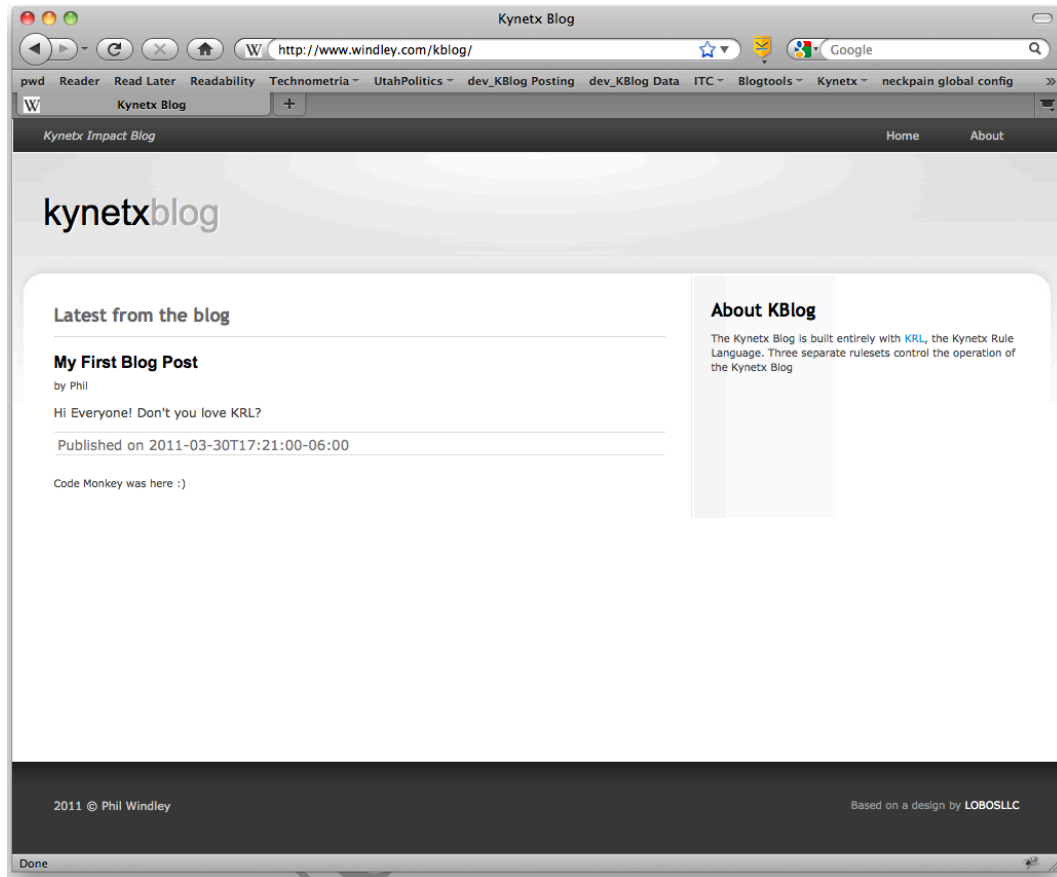 Kynetx Blog
W http://www.windley.com/kblog/ Google
pwd Reader Read Later Readability Technometria UtahPolitics dev_KBlog Posting dev_KBlog Data ITC Blogtools Kynetx neckpain global config »
W Kynetx Blog +
Kynetx Impact Blog Home About
kynetxblog
Latest from the blog
My First Blog Post
by Phil
Hi Everyone! Don't you love KRL?
Published on 2011-03-30T17:21:00-06:00
Code Monkey was here :)
About KBlog
The Kynetx Blog is built entirely with KRL, the Kynetx Rule
Language. Three separate rulesets control the operation of
the Kynetx Blog
2011 © Phil Windley Based on a design by LOBOSLLC
Done